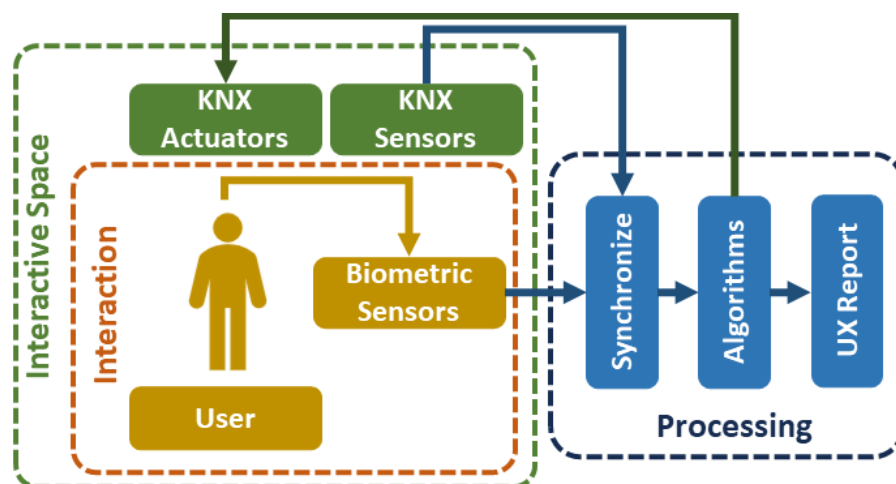 KNX
Actuators
KNX
Sensors
Interactive Space
Interaction
Biometric
Sensors
User
Synchronize
Algorithms
UX Report
Processing